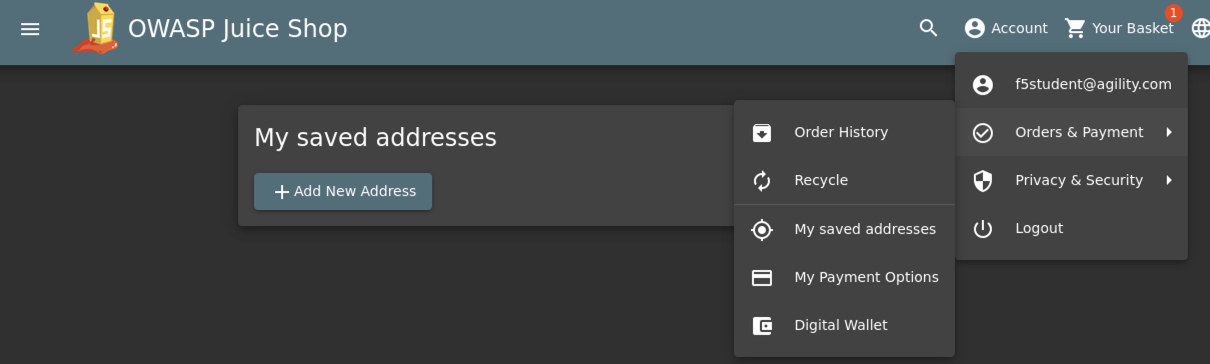 JS
OWASP Juice Shop
Account
Your Basket
1
f5student@agility.com
Orders & Payment
Privacy & Security
Logout
Order History
Recycle
My saved addresses
My Payment Options
Digital Wallet
My saved addresses
Add New Address